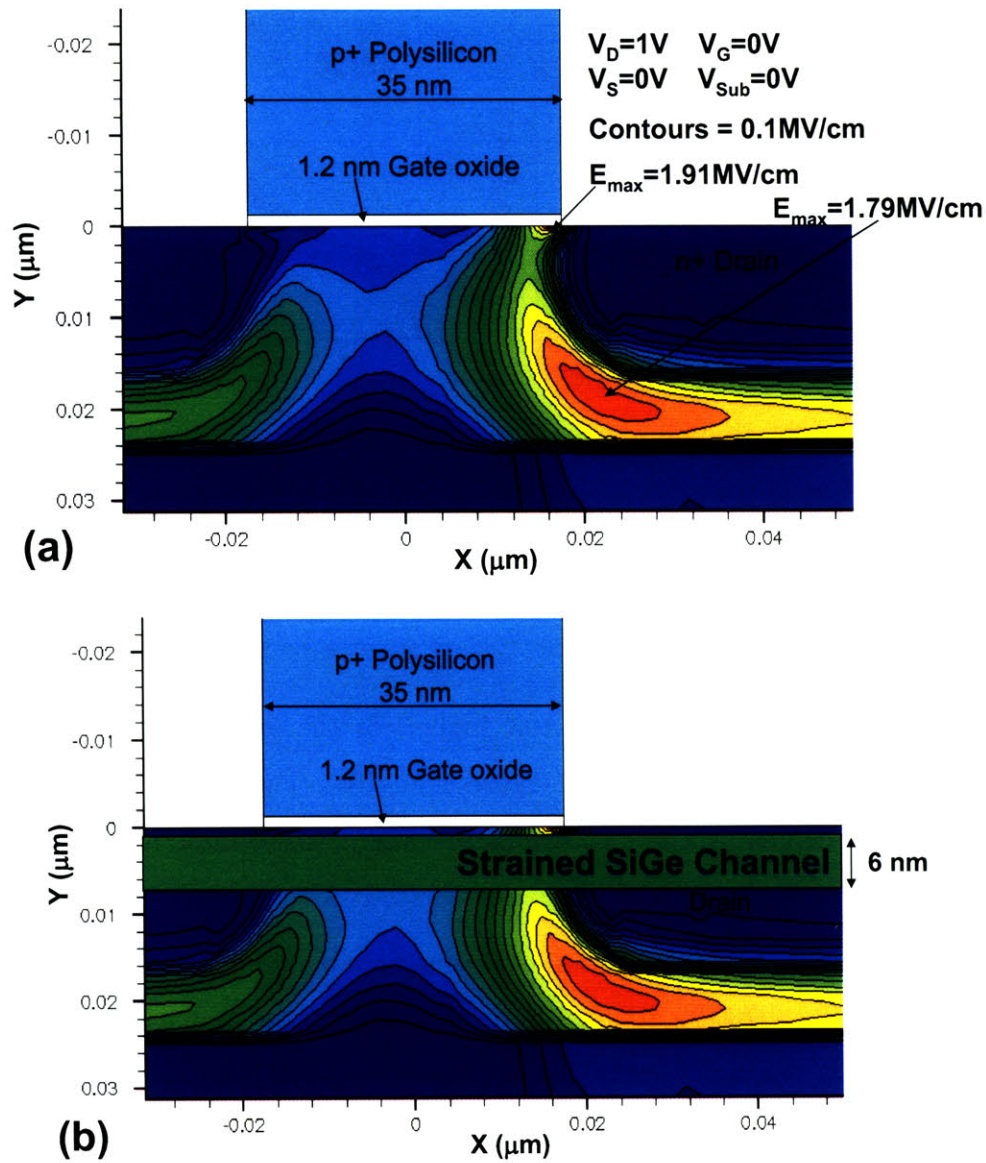 -0.02
-0.01
0
0.01
0.02
0.03
Y (μm)
p+ Polysilicon
35 nm
1.2 nm Gate oxide
V_D=1V V_G=0V
V_S=0V V_Sub=0V
Contours = 0.1MV/cm
E_max=1.91MV/cm
E_max=1.79MV/cm
n+ Drain
-0.02 0 0.02 0.04
X (μm)
(a)
-0.02
-0.01
0
0.01
0.02
0.03
Y (μm)
p+ Polysilicon
35 nm
1.2 nm Gate oxide
Strained SiGe Channel
6 nm
Drain
-0.02 0 0.02 0.04
X (μm)
(b)